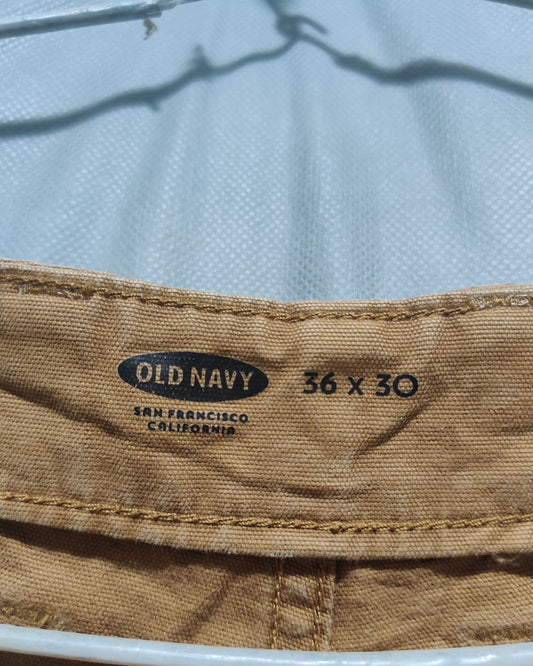 OLD NAVY 36 x 30
SAN FRANCISCO
CALIFORNIA